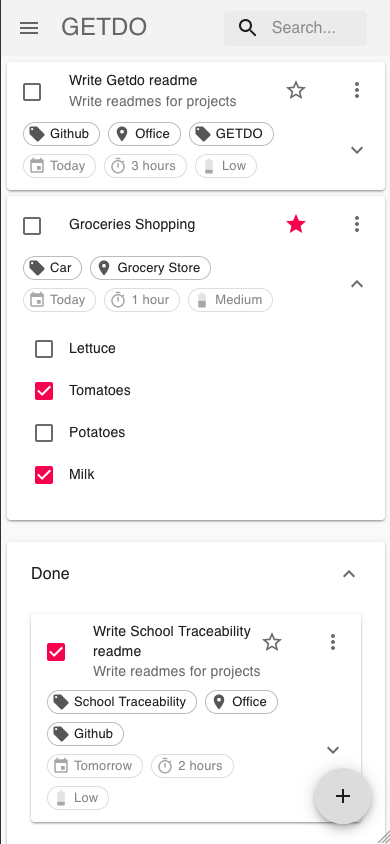 GETDO
Search...
Write Getdo readme
Write readmes for projects
Github Office GETDO
Today 3 hours Low
Groceries Shopping
Car Grocery Store
Today 1 hour Medium
Lettuce
Tomatoes
Potatoes
Milk
Done
Write School Traceability
readme
Write readmes for projects
School Traceability Office
Github
Tomorrow 2 hours
Low